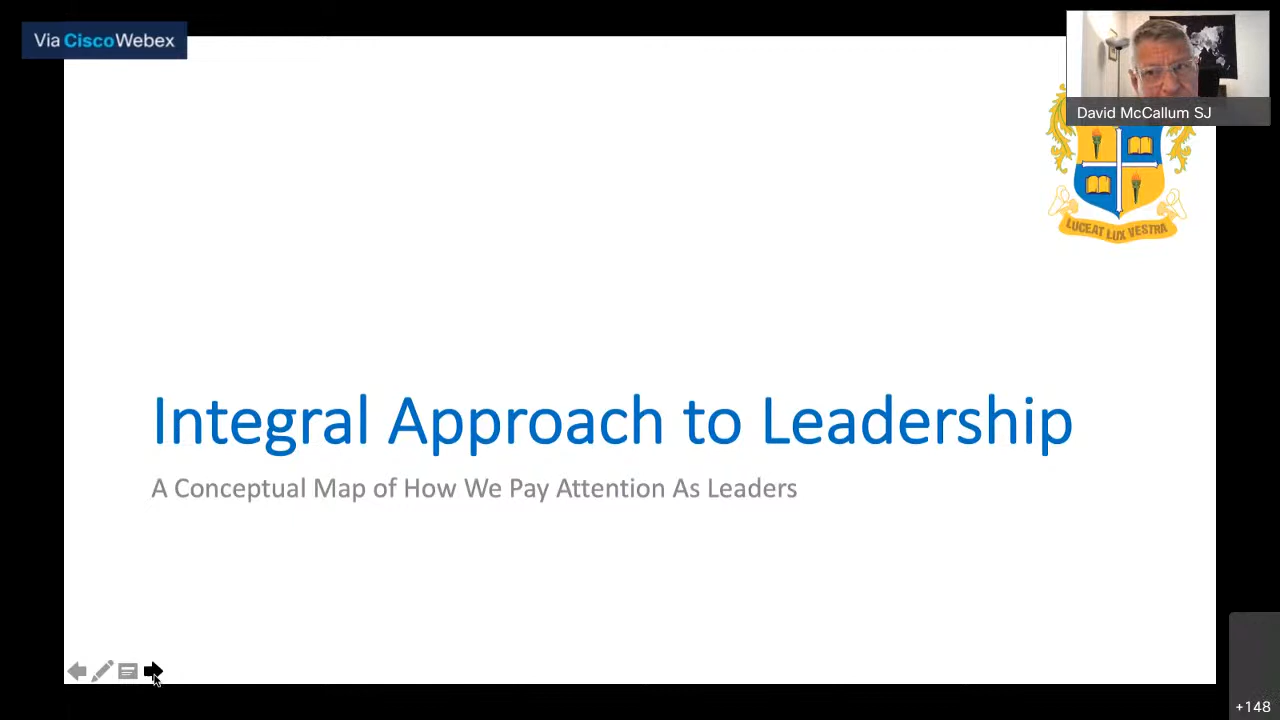 Via CiscoWebex
David McCallum SJ
LUCEAT LUX VESTRA
Integral Approach to Leadership
A Conceptual Map of How We Pay Attention As Leaders
+148